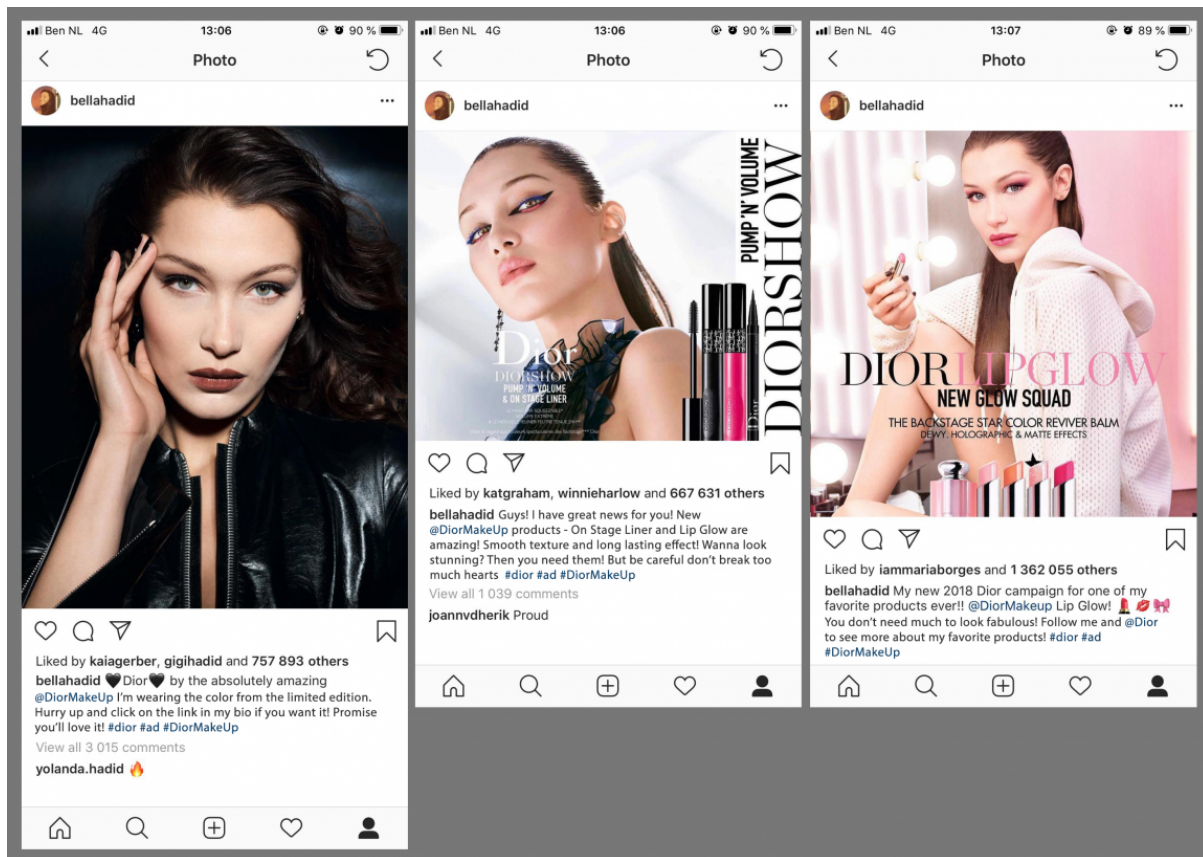 Ben NL 4G 13:06 90 %
Photo
bellahadid
Liked by kaiagerber, gigihadid and 757 893 others
bellahadid 🖤Dior🖤 by the absolutely amazing
@DiorMakeUp I'm wearing the color from the limited edition.
Hurry up and click on the link in my bio if you want it! Promise
you'll love it! #dior #ad #DiorMakeUp
View all 3 015 comments
yolanda.hadid 🔥
Ben NL 4G 13:06 90 %
Photo
bellahadid
PUMP 'N' VOLUME
DIORSHOW
Dior
DIORSHOW
PUMP 'N' VOLUME
& ON STAGE LINER
Dior
Liked by katgraham, winnieharlow and 667 631 others
bellahadid Guys! I have great news for you! New
@DiorMakeUp products - On Stage Liner and Lip Glow are
amazing! Smooth texture and long lasting effect! Wanna look
stunning? Then you need them! But be careful don't break too
much hearts #dior #ad #DiorMakeUp
View all 1 039 comments
joannvdherik Proud
Ben NL 4G 13:07 89 %
Photo
bellahadid
DIORLIPGLOW
NEW GLOW SQUAD
THE BACKSTAGE STAR COLOR REVIVER BALM
DEWY, HOLOGRAPHIC & MATTE EFFECTS
Liked by iammariaborges and 1 362 055 others
bellahadid My new 2018 Dior campaign for one of my
favorite products ever!! @DiorMakeup Lip Glow! 💄💋🎀
You don't need much to look fabulous! Follow me and @Dior
to see more about my favorite products! #dior #ad
#DiorMakeUp